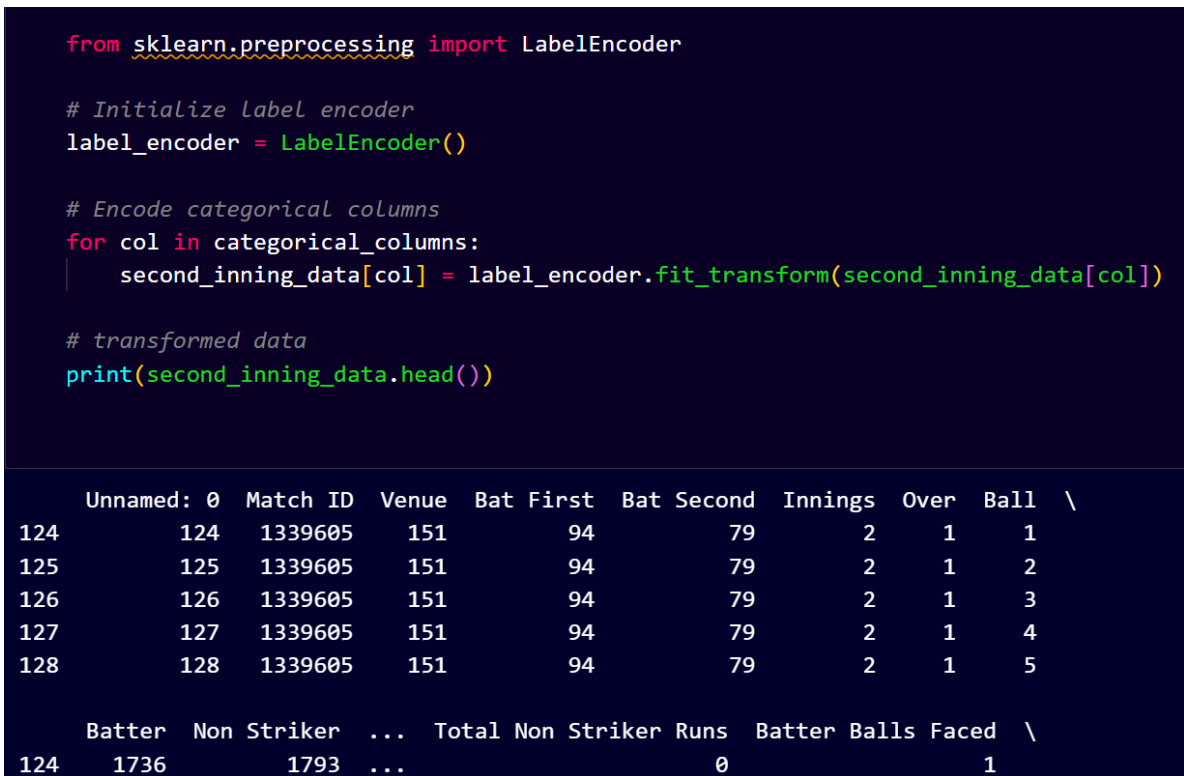 from sklearn.preprocessing import LabelEncoder
# Initialize label encoder
label_encoder = LabelEncoder()
# Encode categorical columns
for col in categorical_columns:
    second_inning_data[col] = label_encoder.fit_transform(second_inning_data[col])
# transformed data
print(second_inning_data.head())
Unnamed: 0  Match ID  Venue  Bat First  Bat Second  Innings  Over  Ball  \
124  124  1339605  151  94  79  2  1  1
125  125  1339605  151  94  79  2  1  2
126  126  1339605  151  94  79  2  1  3
127  127  1339605  151  94  79  2  1  4
128  128  1339605  151  94  79  2  1  5
Batter  Non Striker  ...  Total Non Striker Runs  Batter Balls Faced  \
124  1736  1793  ...  0  1